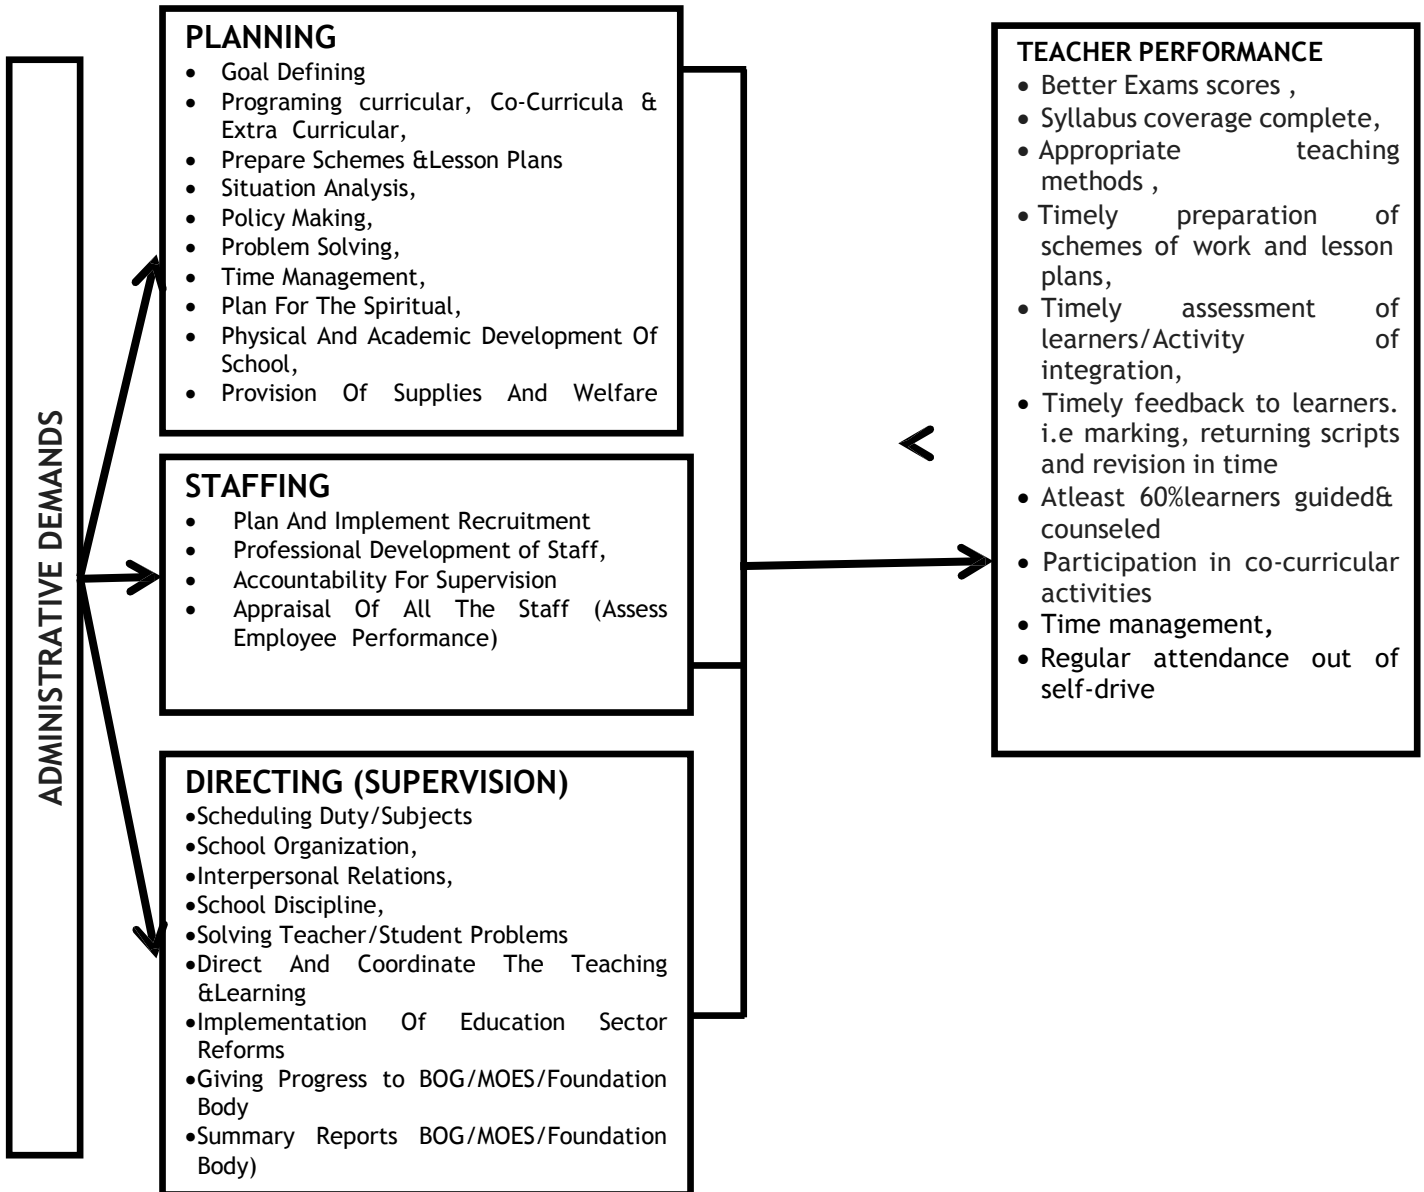 ADMINISTRATIVE DEMANDS
PLANNING
• Goal Defining
• Programing curricular, Co-Curricula &
Extra Curricular,
• Prepare Schemes &Lesson Plans
• Situation Analysis,
• Policy Making,
• Problem Solving,
• Time Management,
• Plan For The Spiritual,
• Physical And Academic Development Of
School,
• Provision Of Supplies And Welfare
STAFFING
• Plan And Implement Recruitment
• Professional Development of Staff,
• Accountability For Supervision
• Appraisal Of All The Staff (Assess
Employee Performance)
DIRECTING (SUPERVISION)
•Scheduling Duty/Subjects
•School Organization,
•Interpersonal Relations,
•School Discipline,
•Solving Teacher/Student Problems
•Direct And Coordinate The Teaching
&Learning
•Implementation Of Education Sector
Reforms
•Giving Progress to BOG/MOES/Foundation
Body
•Summary Reports BOG/MOES/Foundation
Body)
TEACHER PERFORMANCE
• Better Exams scores ,
• Syllabus coverage complete,
• Appropriate teaching
methods ,
• Timely preparation of
schemes of work and lesson
plans,
• Timely assessment of
learners/Activity of
integration,
• Timely feedback to learners.
i.e marking, returning scripts
and revision in time
• Atleast 60%learners guided&
counseled
• Participation in co-curricular
activities
• Time management,
• Regular attendance out of
self-drive